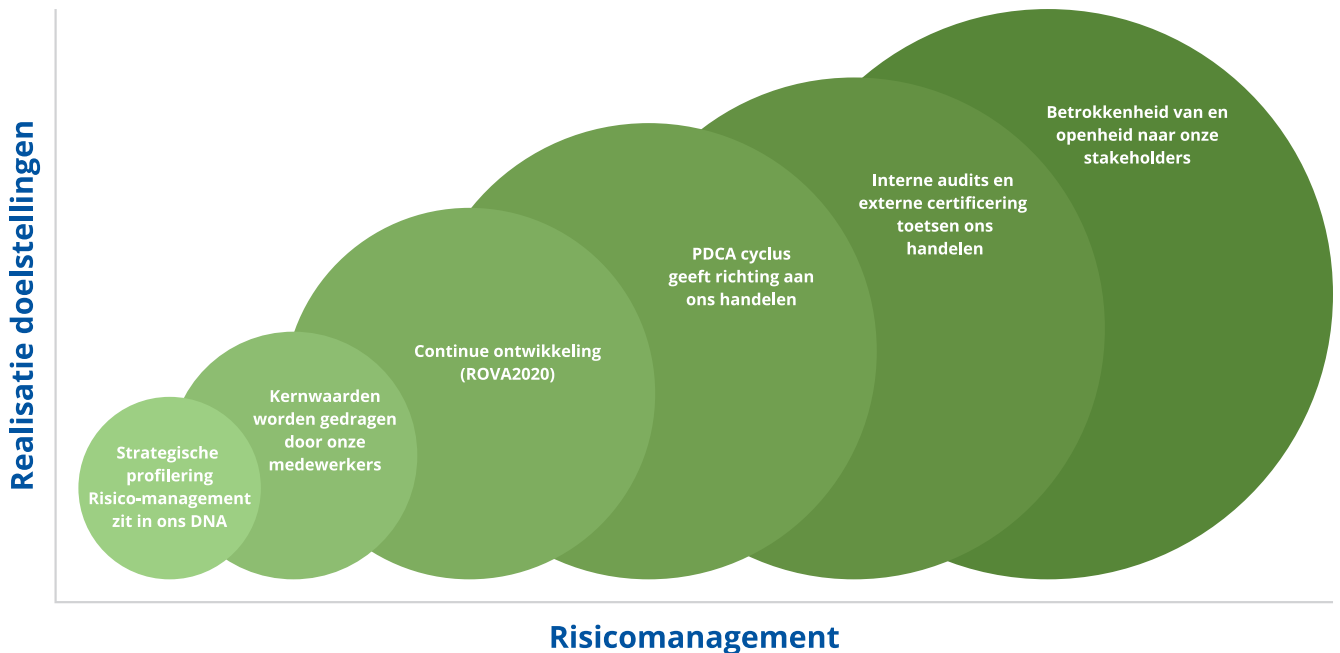 Realisatie doelstellingen
Strategische
profilering
Risico-management
zit in ons DNA
Kernwaarden
worden gedragen
door onze
medewerkers
Continue ontwikkeling
(ROVA2020)
PDCA cyclus
geeft richting aan
ons handelen
Interne audits en
externe certificering
toetsen ons
handelen
Betrokkenheid van en
openheid naar onze
stakeholders
Risicomanagement